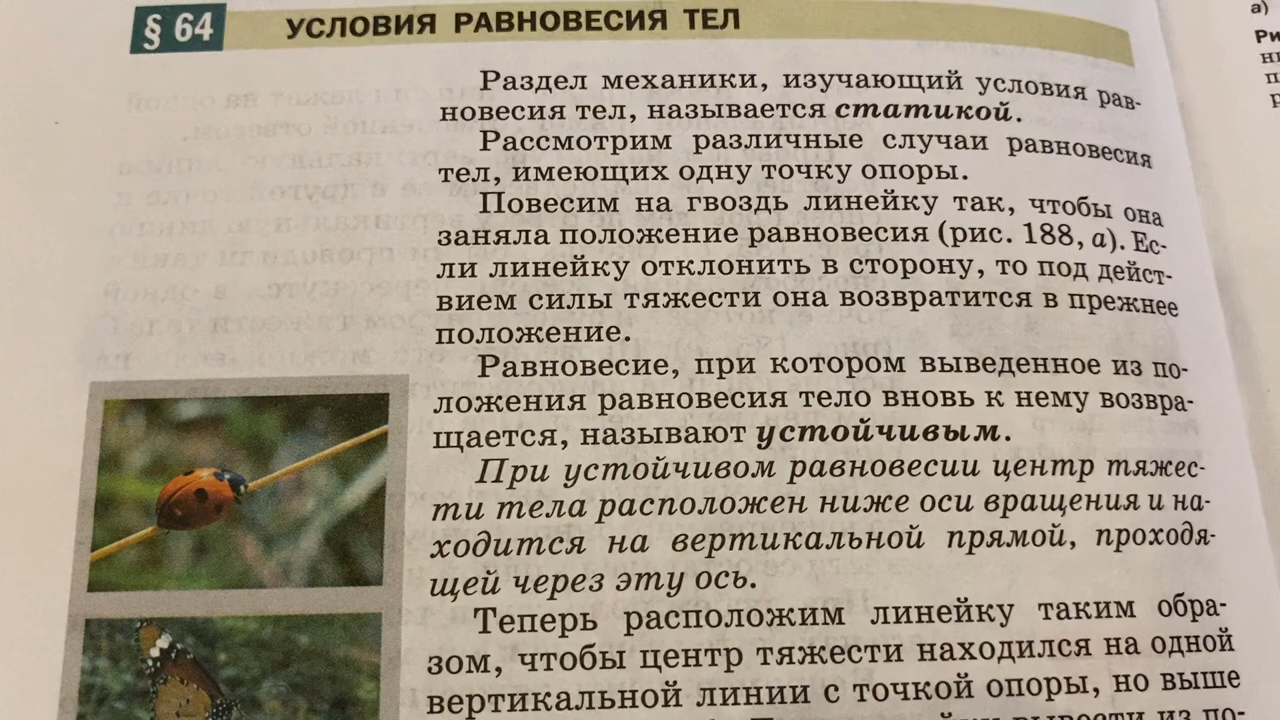 § 64 УСЛОВИЯ РАВНОВЕСИЯ ТЕЛ
Раздел механики, изучающий условия рав-
новесия тел, называется статикой.
Рассмотрим различные случаи равновесия
тел, имеющих одну точку опоры.
Повесим на гвоздь линейку так, чтобы она
заняла положение равновесия (рис. 188, а). Ес-
ли линейку отклонить в сторону, то под дейст-
вием силы тяжести она возвратится в прежнее
положение.
Равновесие, при котором выведенное из по-
ложения равновесия тело вновь к нему возвра-
щается, называют устойчивым.
При устойчивом равновесии центр тяжес-
ти тела расположен ниже оси вращения и на-
ходится на вертикальной прямой, проходя-
щей через эту ось.
Теперь расположим линейку таким обра-
зом, чтобы центр тяжести находился на одной
вертикальной линии с точкой опоры, но выше
вывести из по-
а)
Ри